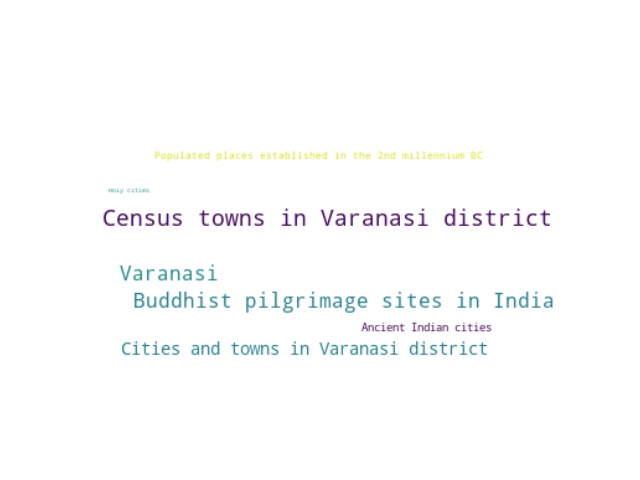 Populated places established in the 2nd millennium BC
Holy cities
Census towns in Varanasi district
Varanasi
Buddhist pilgrimage sites in India
Ancient Indian cities
Cities and towns in Varanasi district